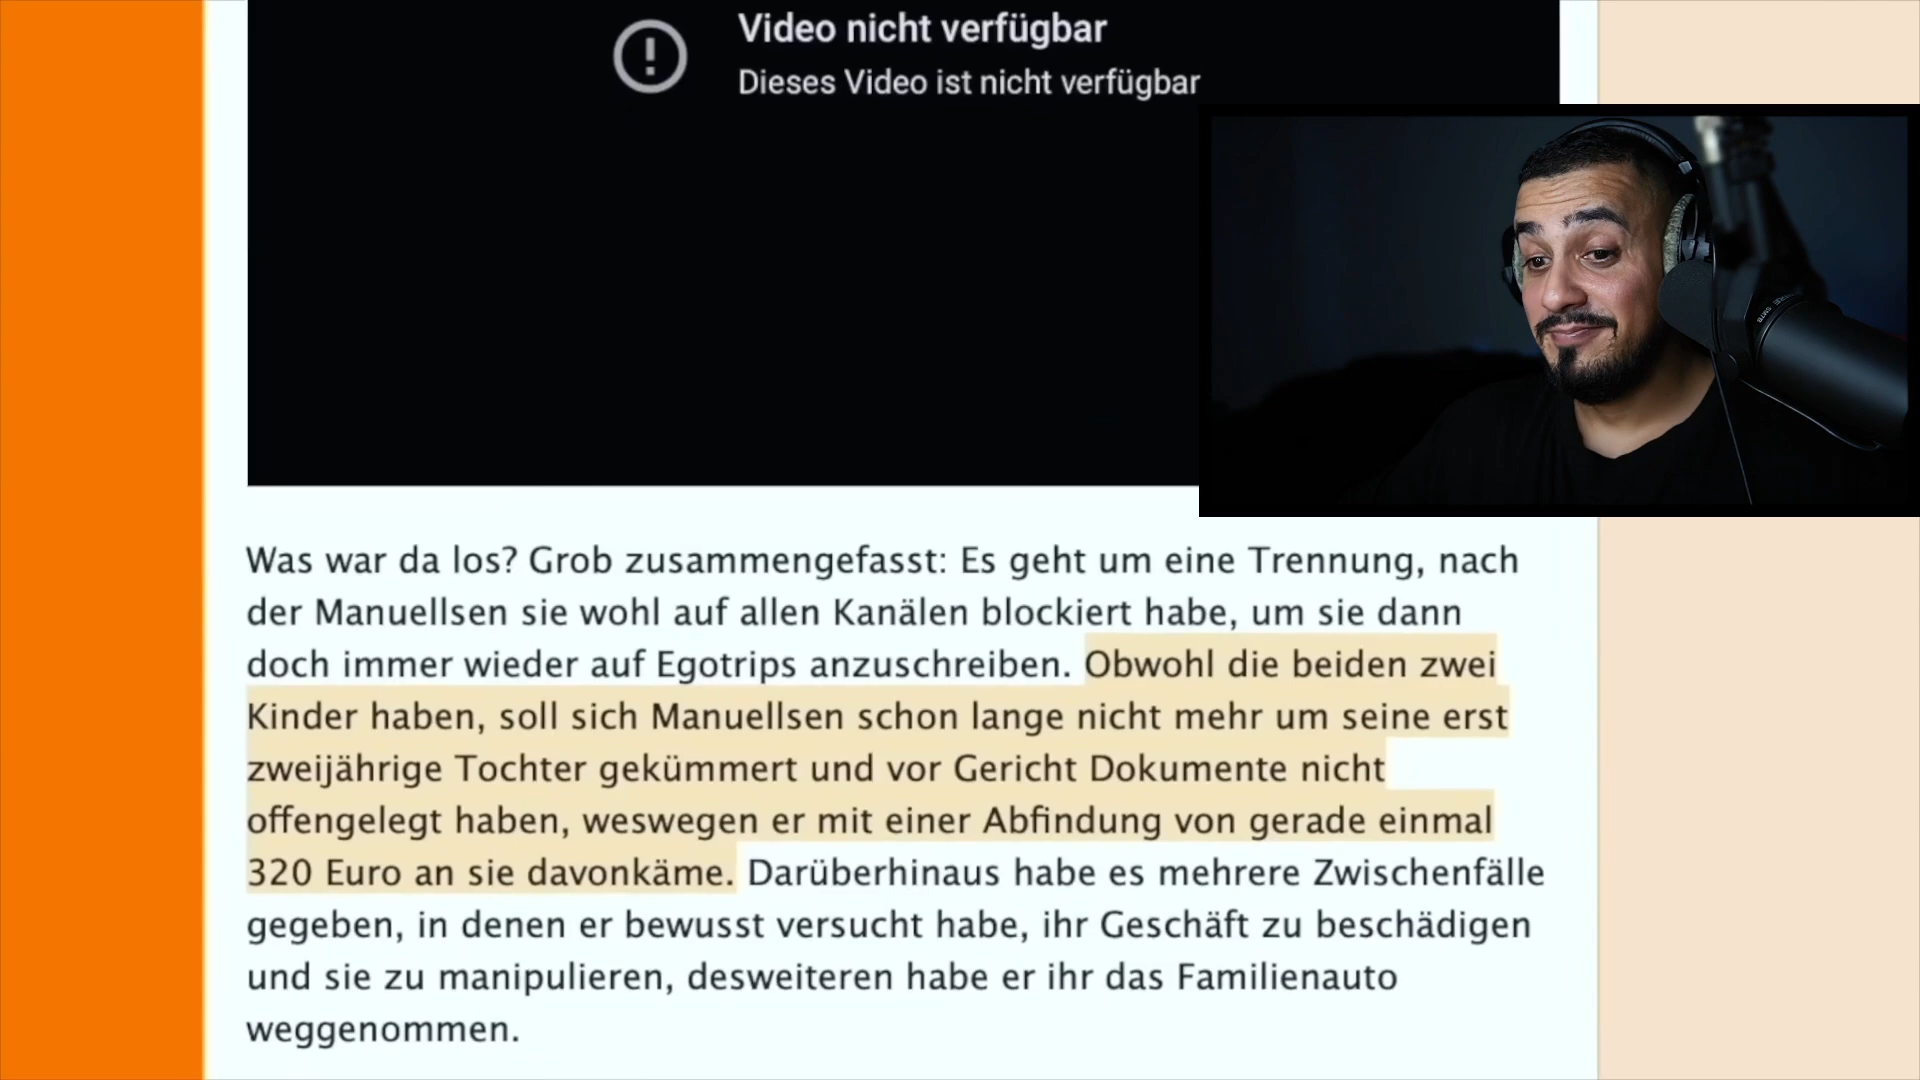 Video nicht verfügbar
Dieses Video ist nicht verfügbar
Was war da los? Grob zusammengefasst: Es geht um eine Trennung, nach
der Manuellsen sie wohl auf allen Kanälen blockiert habe, um sie dann
doch immer wieder auf Egotrips anzuschreiben. Obwohl die beiden zwei
Kinder haben, soll sich Manuellsen schon lange nicht mehr um seine erst
zweijährige Tochter gekümmert und vor Gericht Dokumente nicht
offengelegt haben, weswegen er mit einer Abfindung von gerade einmal
320 Euro an sie davonkäme. Darüberhinaus habe es mehrere Zwischenfälle
gegeben, in denen er bewusst versucht habe, ihr Geschäft zu beschädigen
und sie zu manipulieren, desweiteren habe er ihr das Familienauto
weggenommen.